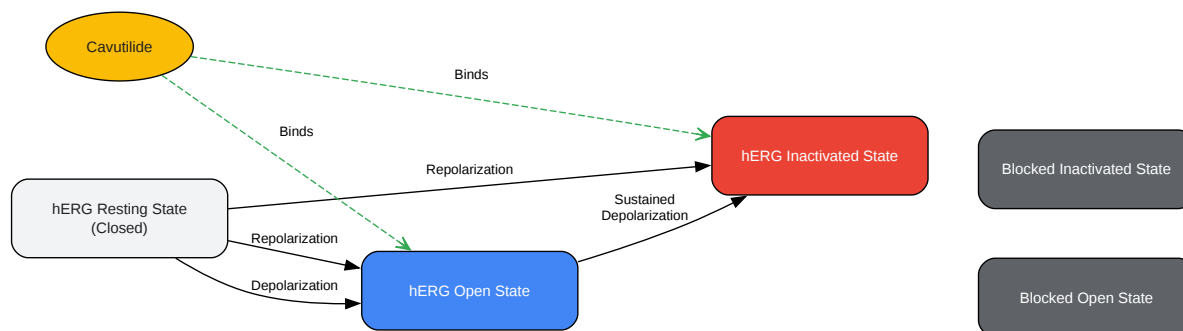 Cavutilide
Binds
Binds
hERG Inactivated State
Blocked Inactivated State
Repolarization
hERG Resting State
(Closed)
Sustained
Depolarization
Repolarization
Depolarization
hERG Open State
Blocked Open State